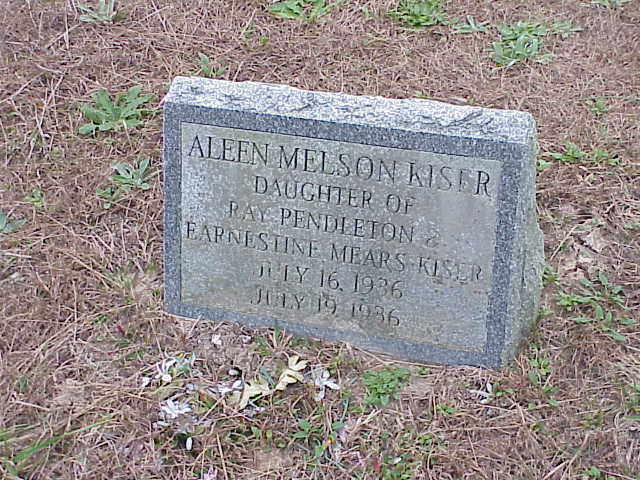 ALEEN MELSON KISER
DAUGHTER OF
RAY PENDLETON &
EARNESTINE MEARS KISER
JULY 16, 1936
JULY 19, 1936